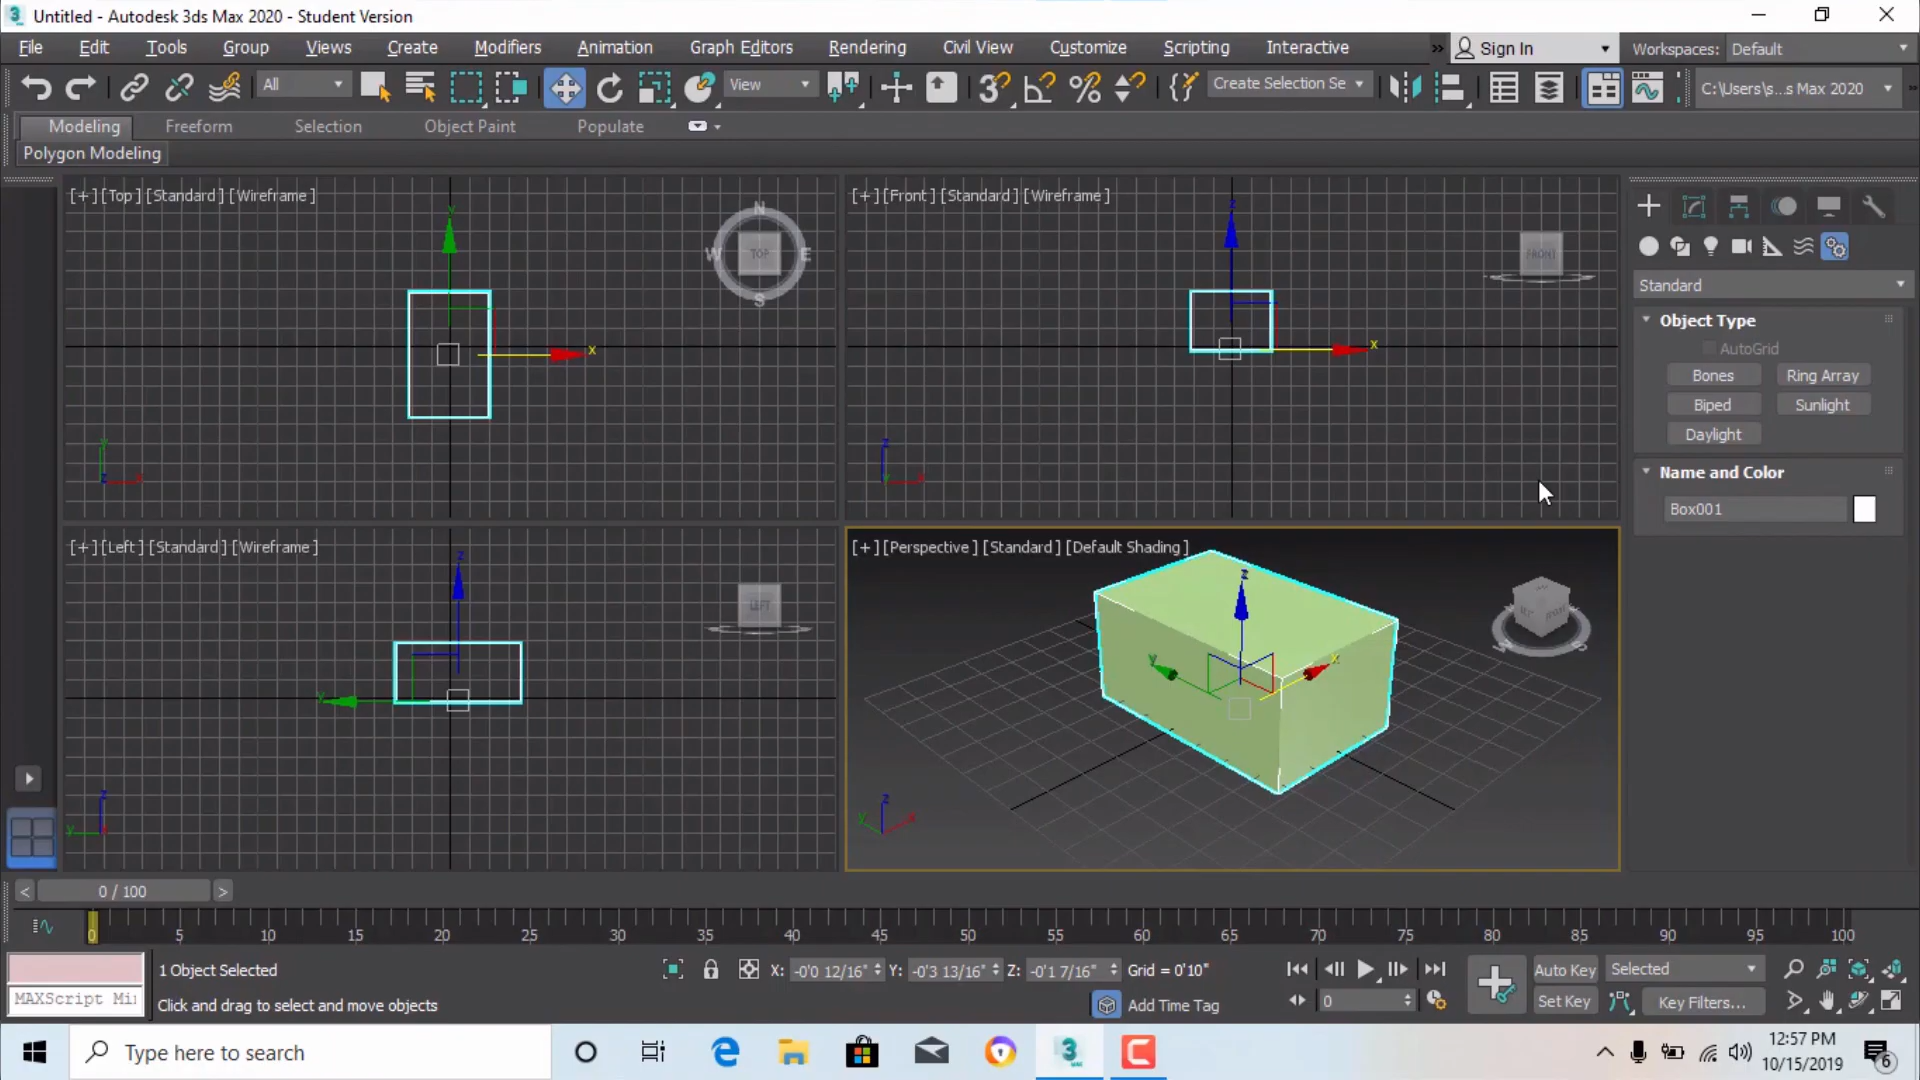 Untitled - Autodesk 3ds Max 2020 - Student Version
File Edit Tools Group Views Create Modifiers Animation Graph Editors Rendering Civil View Customize Scripting Interactive Sign In Workspaces: Default
All View Create Selection Se C:\Users\s...s Max 2020
Modeling Freeform Selection Object Paint Populate
Polygon Modeling
[+] [Top] [Standard] [Wireframe]
N
W TOP E
S
y
x
[+] [Front] [Standard] [Wireframe]
FRONT
z
x
Standard
Object Type
AutoGrid
Bones Ring Array
Biped Sunlight
Daylight
Name and Color
Box001
[+] [Left] [Standard] [Wireframe]
LEFT
z
y
[+] [Perspective] [Standard] [Default Shading]
z
y x
< 0 / 100 >
0 5 10 15 20 25 30 35 40 45 50 55 60 65 70 75 80 85 90 95 100
1 Object Selected X: -0'0 12/16" Y: -0'3 13/16" Z: -0'1 7/16" Grid = 0'10" Auto Key Selected
MAXScript Mi
Click and drag to select and move objects Add Time Tag 0 Set Key Key Filters...
Type here to search
12:57 PM
10/15/2019
6